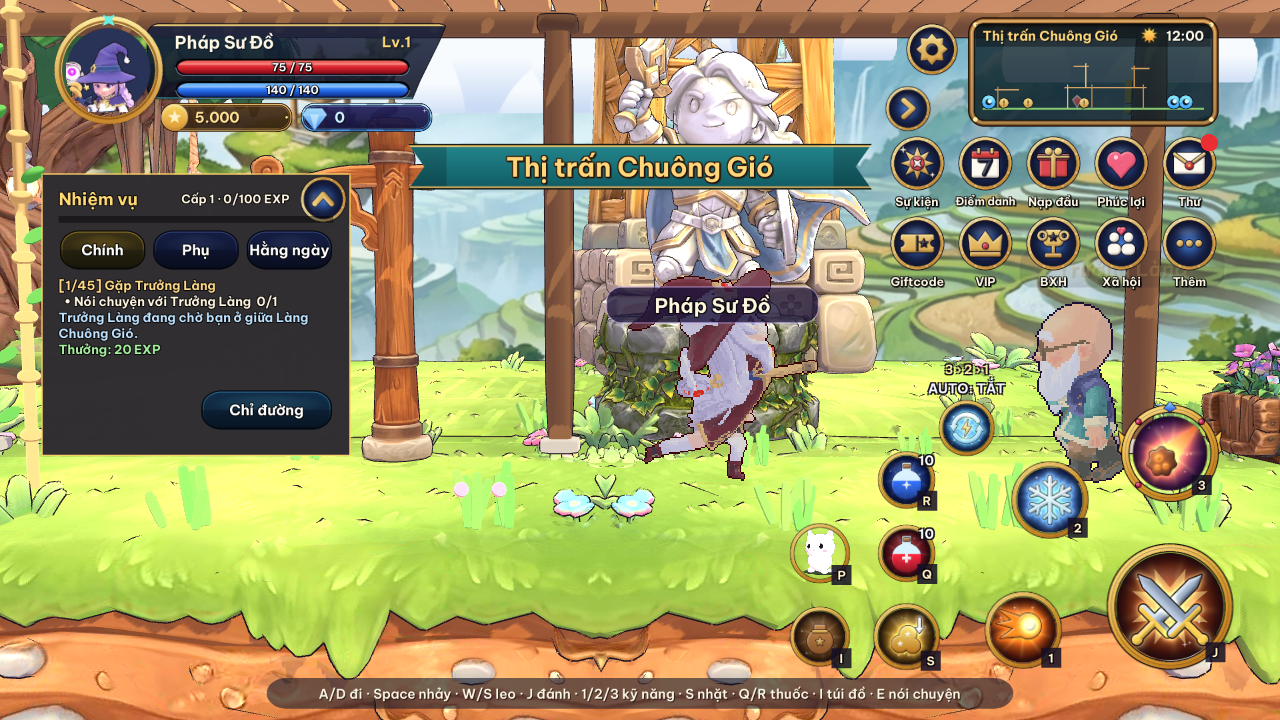 Pháp Sư Đồ
Lv.1
75 / 75
140 / 140
5.000
0
Thị trấn Chuông Gió
12:00
Thị trấn Chuông Gió
Nhiệm vụ
Cấp 1 · 0/100 EXP
Chính
Phụ
Hằng ngày
[1/45] Gặp Trưởng Làng
• Nói chuyện với Trưởng Làng 0/1
Trưởng Làng đang chờ bạn ở giữa Làng
Chuông Gió.
Thưởng: 20 EXP
Chỉ đường
7
Sự kiện
Điểm danh
Nạp đầu
Phúc lợi
Thư
Giftcode
VIP
BXH
Xã hội
Thêm
Pháp Sư Đồ
AUTO: TẮT
10
R
10
Q
P
I
S
1
2
3
J
A/D đi · Space nhảy · W/S leo · J đánh · 1/2/3 kỹ năng · S nhặt · Q/R thuốc · I túi đồ · E nói chuyện